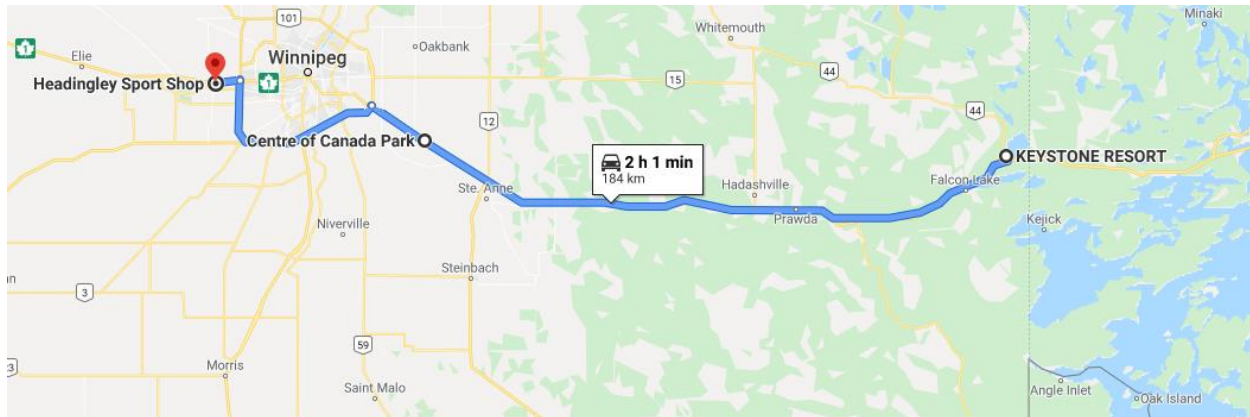 101
Whitemouth
Minaki
1
Elie
Oakbank
Winnipeg
44
Headingley Sport Shop
1
15
44
12
Centre of Canada Park
2 h 1 min
184 km
KEYSTONE RESORT
Hadashville
Falcon Lake
Ste. Anne
Prawda
Kejick
Niverville
Steinbach
3
59
Morris
Saint Malo
Angle Inlet
Oak Island